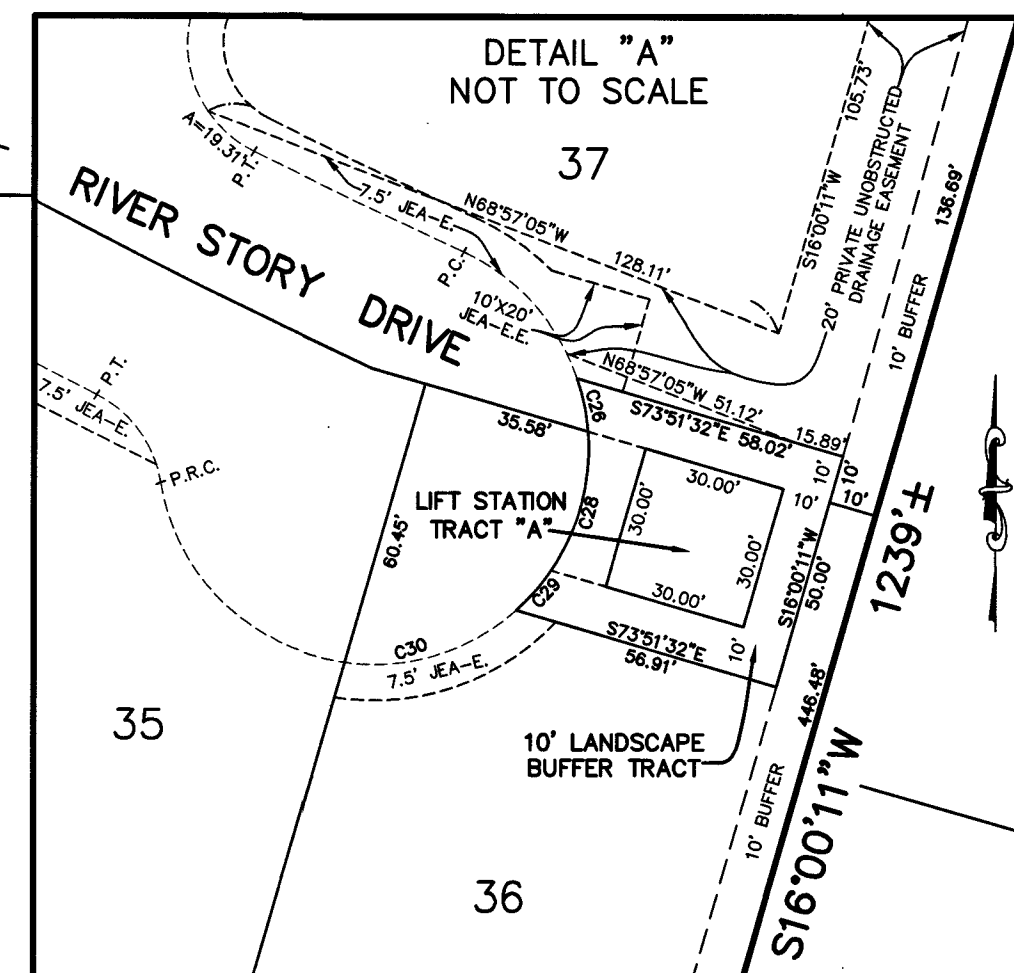 DETAIL "A"
NOT TO SCALE
37
A=19.31'
P.T.
7.5' JEA-E.
N68°57'05"W
128.11'
P.C.
S16°00'11"W 105.73'
20' PRIVATE UNOBSTRUCTED
DRAINAGE EASEMENT
136.69'
10' BUFFER
RIVER STORY DRIVE
10'X20'
JEA-E.E.
N68°57'05"W 51.12'
15.89'
C26
S73°51'32"E 58.02'
35.58'
P.T.
7.5' JEA-E.
P.R.C.
10'
10'
10'
10'
30.00'
30.00'
30.00'
30.00'
LIFT STATION
TRACT "A"
C28
60.45'
S16°00'11"W
50.00'
1239'±
C29
S73°51'32"E
56.91'
10'
C30
7.5' JEA-E.
35
446.48'
10' LANDSCAPE
BUFFER TRACT
10' BUFFER
S16°00'11"W
36